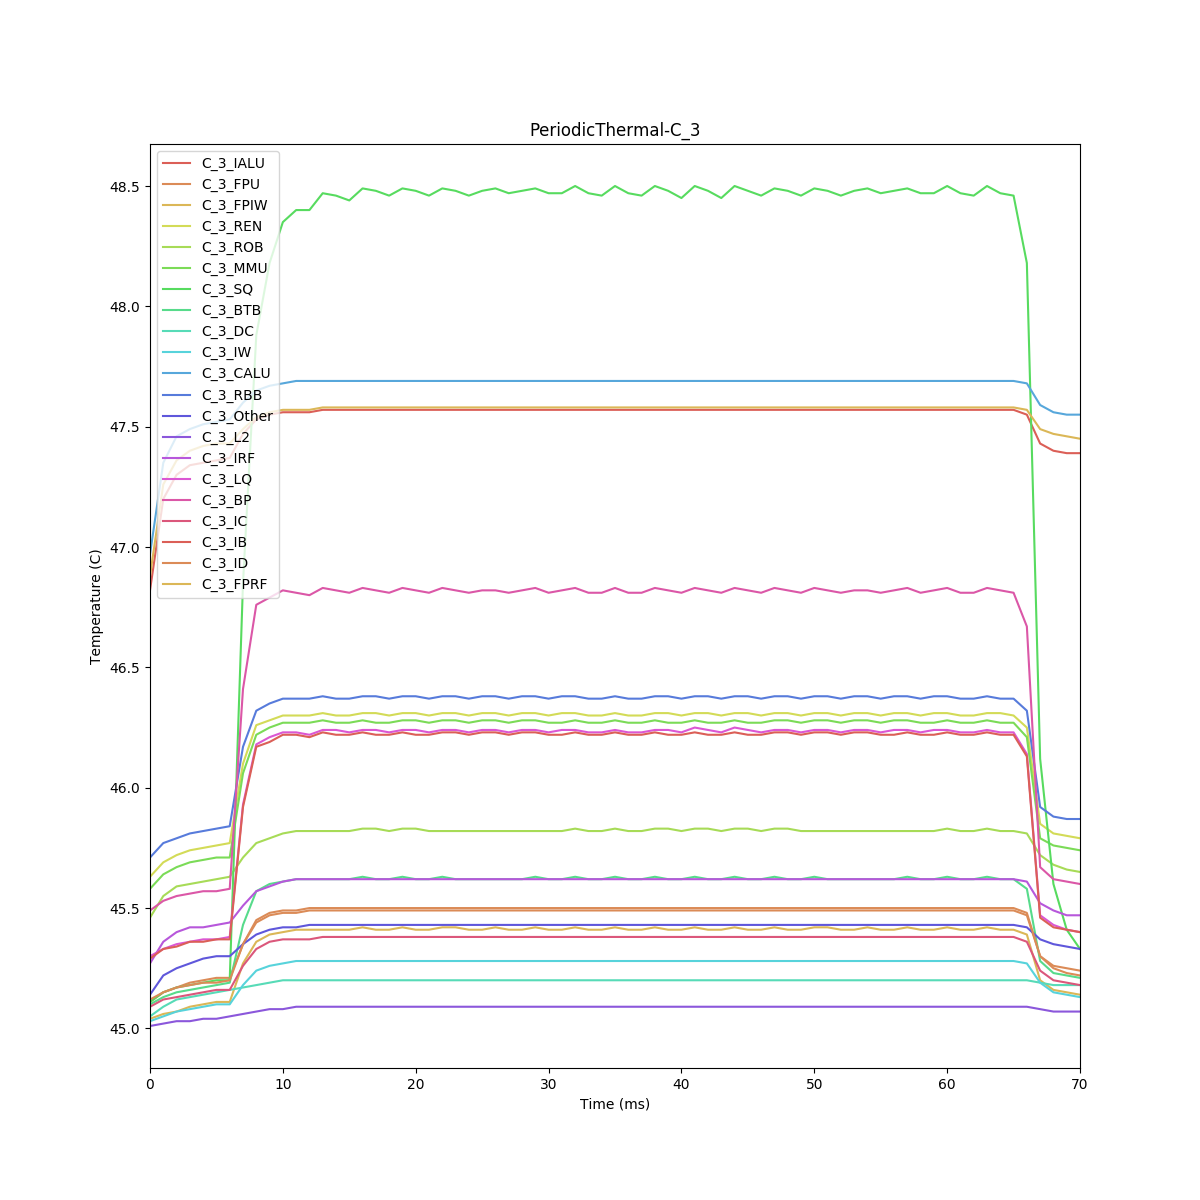 PeriodicThermal-C_3
C_3_IALU
C_3_FPU
C_3_FPIW
C_3_REN
C_3_ROB
C_3_MMU
C_3_SQ
C_3_BTB
C_3_DC
C_3_IW
C_3_CALU
C_3_RBB
C_3_Other
C_3_L2
C_3_IRF
C_3_LQ
C_3_BP
C_3_IC
C_3_IB
C_3_ID
C_3_FPRF
48.5
48.0
47.5
47.0
46.5
46.0
45.5
45.0
Temperature (C)
0 10 20 30 40 50 60 70
Time (ms)